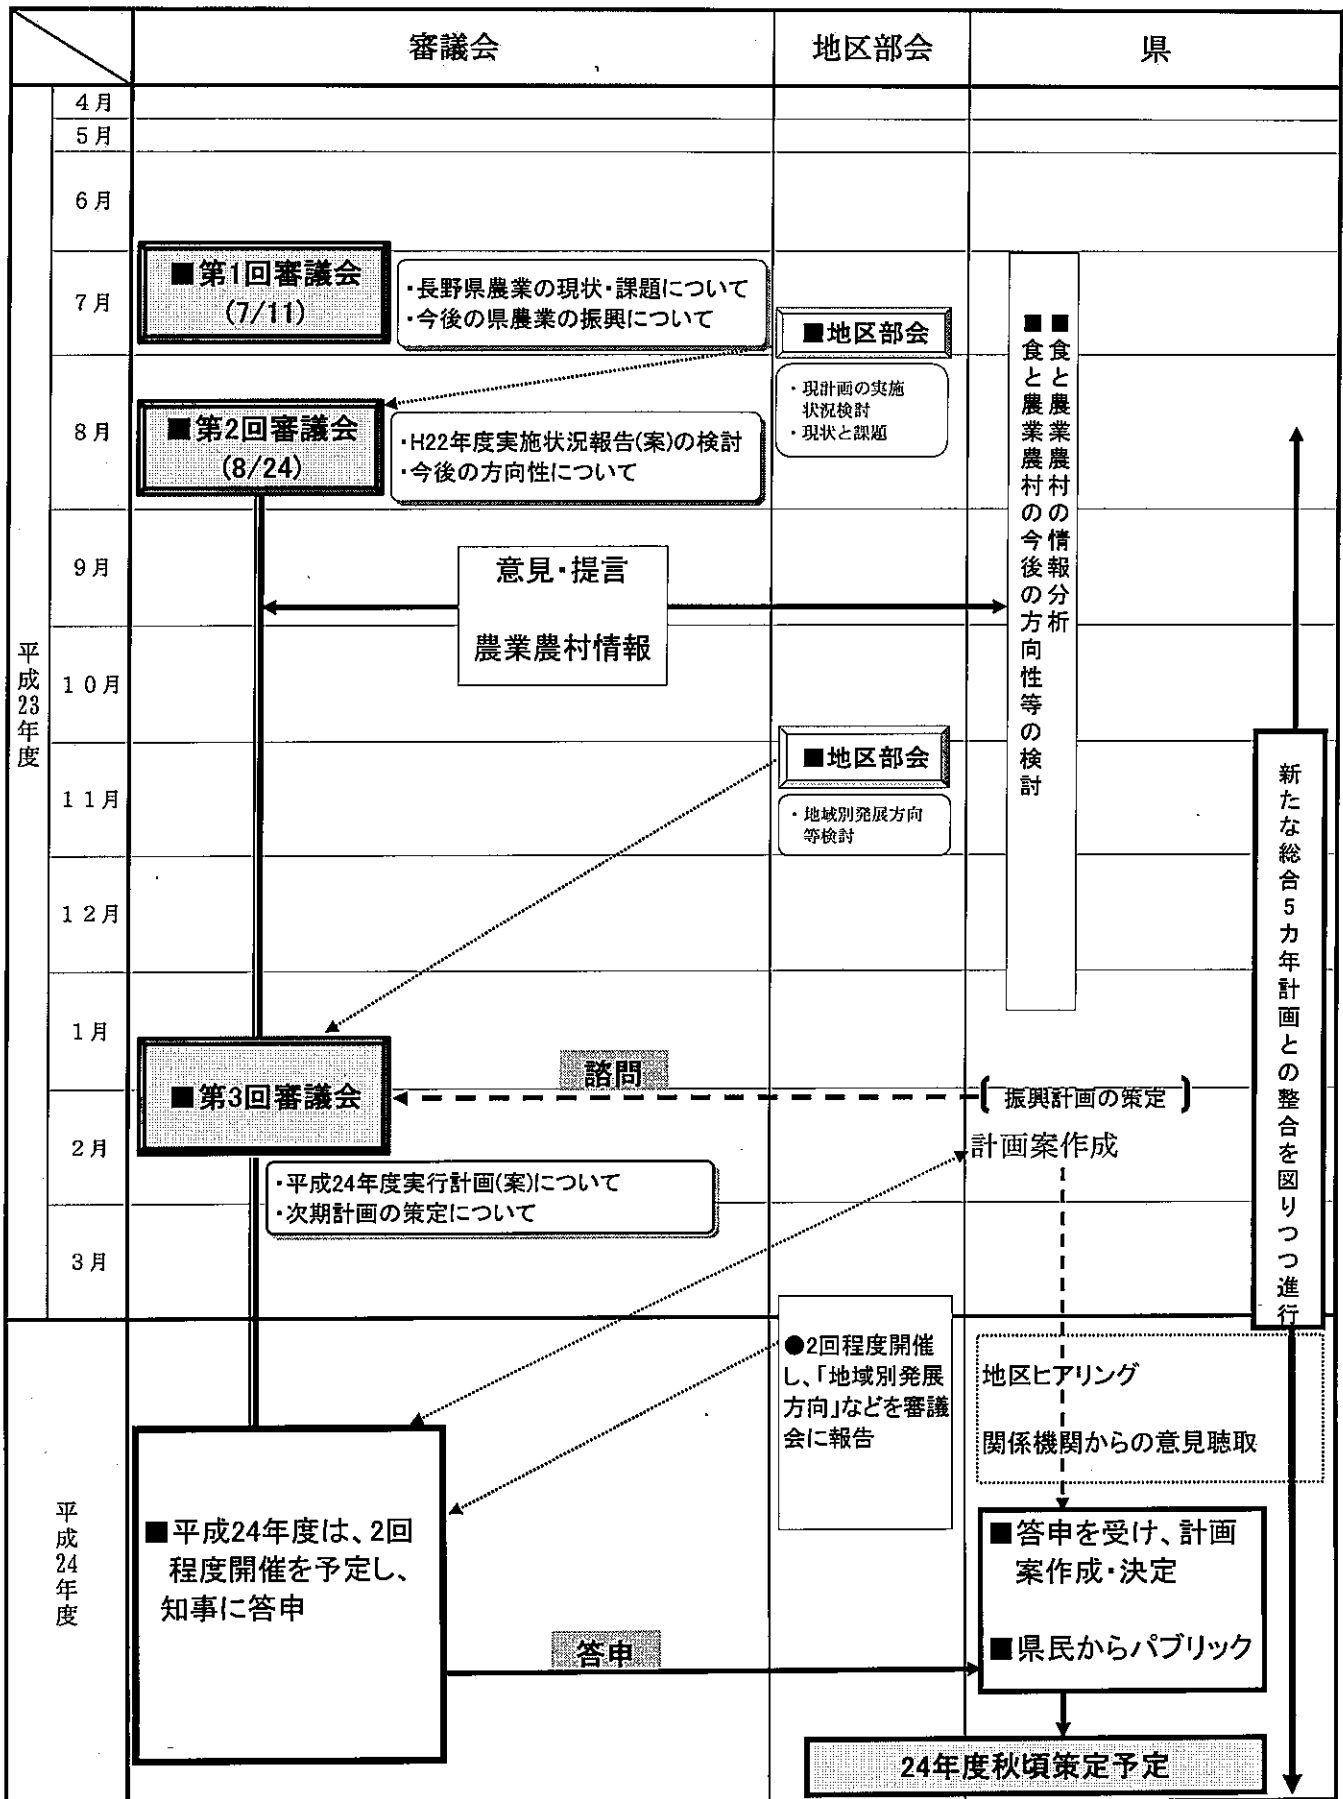 審議会
地区部会
県
平成23年度
4月
5月
6月
7月
8月
9月
10月
11月
12月
1月
2月
3月
■第1回審議会
(7/11)
・長野県農業の現状・課題について
・今後の県農業の振興について
■地区部会
・現計画の実施
状況検討
・現状と課題
■第2回審議会
(8/24)
・H22年度実施状況報告(案)の検討
・今後の方向性について
■食と農業農村の情報分析
■食と農業農村の今後の方向性等の検討
意見・提言
農業農村情報
■地区部会
・地域別発展方向
等検討
新たな総合5カ年計画との整合を図りつつ進行
■第3回審議会
諮問
【 振興計画の策定 】
計画案作成
・平成24年度実行計画(案)について
・次期計画の策定について
平成24年度
●2回程度開催
し、「地域別発展
方向」などを審議
会に報告
地区ヒアリング
関係機関からの意見聴取
■平成24年度は、2回
程度開催を予定し、
知事に答申
■答申を受け、計画
案作成・決定
■県民からパブリック
答申
24年度秋頃策定予定